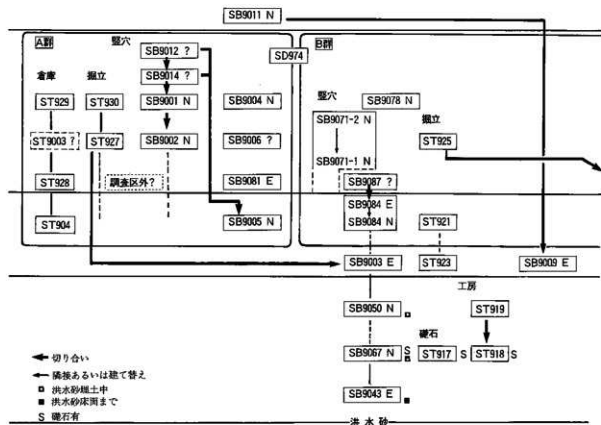 SB9011 N
A群
竪穴
SB9012 ?
SD974
B群
倉庫
掘立
SB9014 ?
竪穴
SB9078 N
ST929
ST930
SB9001 N
SB9004 N
SB9071-2 N
掘立
ST9003 ?
ST927
SB9002 N
SB9006 ?
ST925
SB9071-1 N
ST928
調査区外?
SB9081 E
SB9087 ?
SB9084 E
ST904
SB9005 N
SB9084 N
ST921
SB9003 E
ST923
SB9009 E
工房
SB9050 N
ST919
礎石
SB9067 N
S
ST917
S
ST918
S
切り合い
隣接あるいは建て替え
洪水砂埋土中
洪水砂床面まで
S 礎石有
SB9043 E
洪水砂